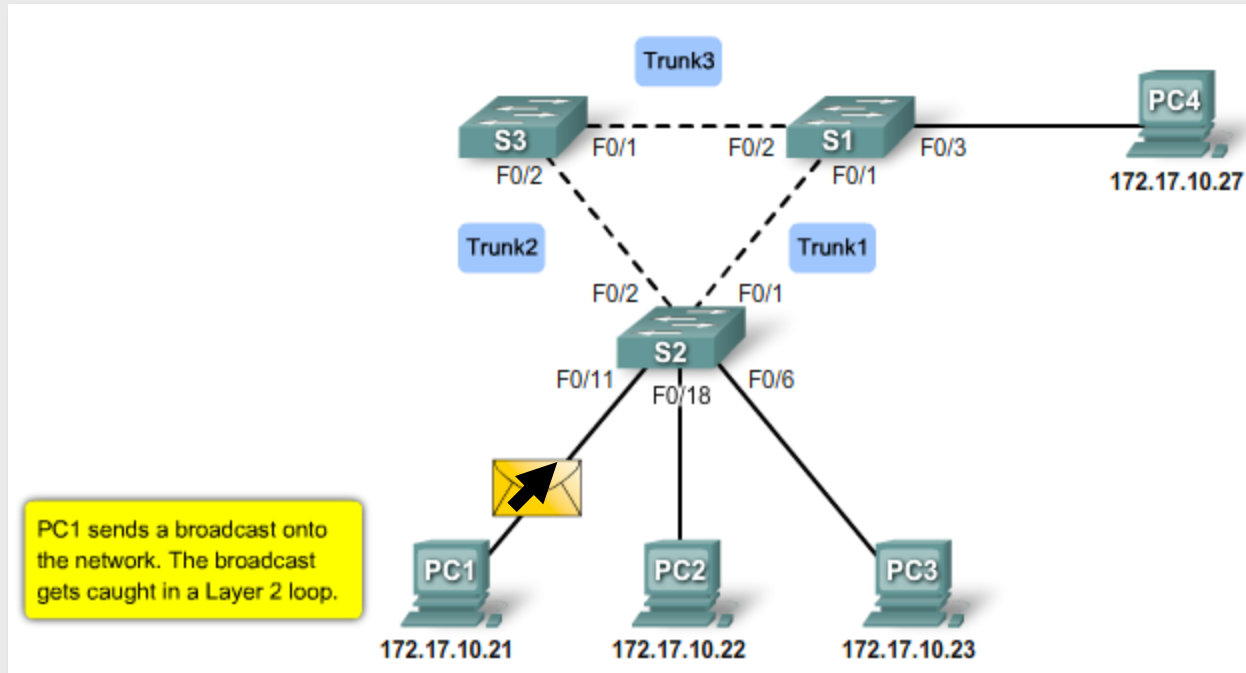 Trunk3
PC4
S3
F0/1
F0/2
S1
F0/3
F0/2
F0/1
172.17.10.27
Trunk2
Trunk1
F0/2
F0/1
S2
F0/11
F0/18
F0/6
PC1 sends a broadcast onto
the network. The broadcast
gets caught in a Layer 2 loop.
PC1
PC2
PC3
172.17.10.21
172.17.10.22
172.17.10.23